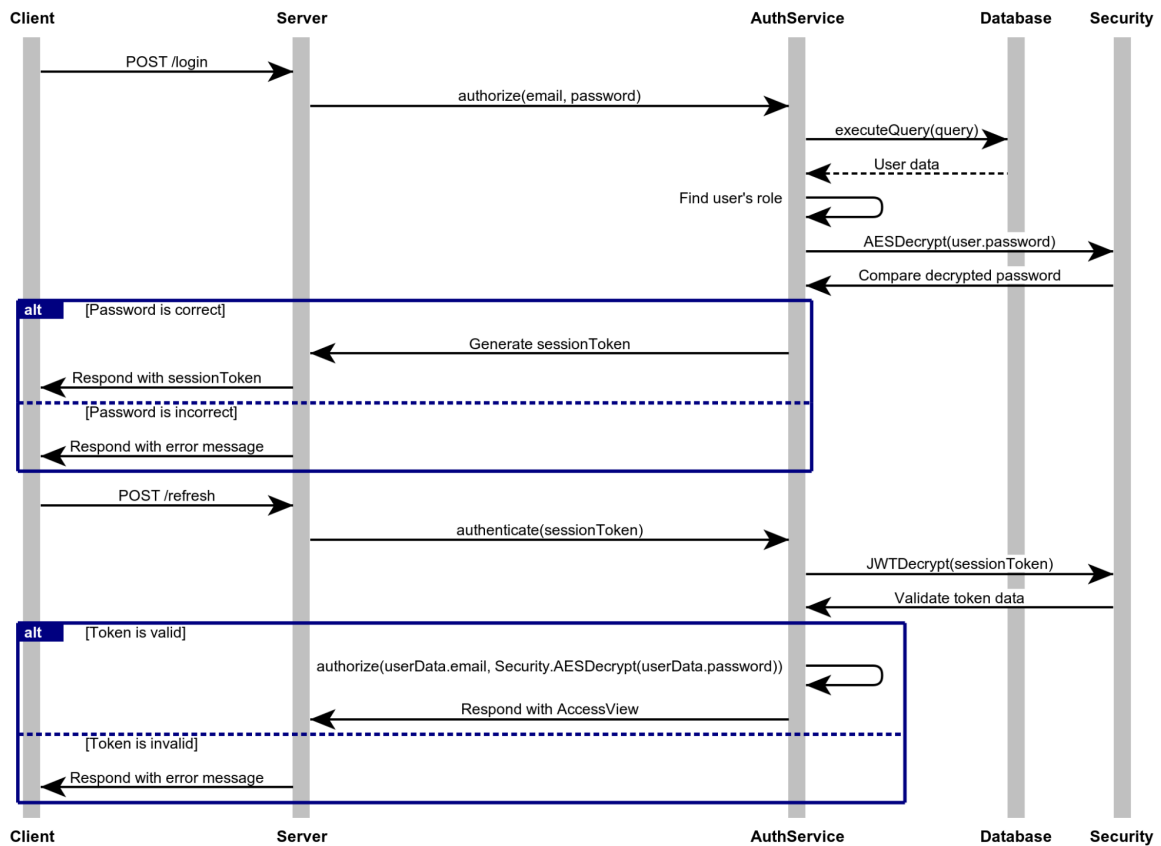 Client Server AuthService Database Security
POST /login
authorize(email, password)
executeQuery(query)
User data
Find user's role
AESDecrypt(user.password)
Compare decrypted password
alt [Password is correct]
Generate sessionToken
Respond with sessionToken
[Password is incorrect]
Respond with error message
POST /refresh
authenticate(sessionToken)
JWTDecrypt(sessionToken)
Validate token data
alt [Token is valid]
authorize(userData.email, Security.AESDecrypt(userData.password))
Respond with AccessView
[Token is invalid]
Respond with error message
Client Server AuthService Database Security